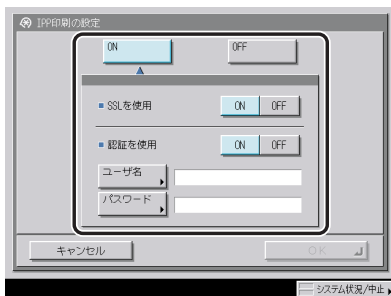 IPP印刷の設定
ON OFF
■ SSLを使用 ON OFF
■ 認証を使用 ON OFF
ユーザ名
パスワード
キャンセル OK
システム状況/中止